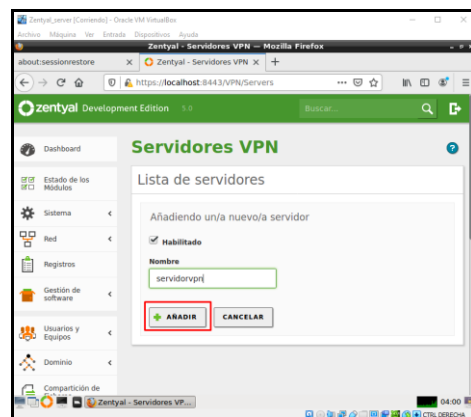 Zentyal_server [Corriendo] - Oracle VM VirtualBox
Archivo Máquina Ver Entrada Dispositivos Ayuda
Zentyal - Servidores VPN — Mozilla Firefox
about:sessionrestore
Zentyal - Servidores VPN
https://localhost:8443/VPN/Servers
zentyal Development Edition 5.0
Buscar...
Dashboard
Estado de los
Módulos
Sistema
Red
Registros
Gestión de
software
Usuarios y
Equipos
Dominio
Compartición de
Servidores VPN
Lista de servidores
Añadiendo un/a nuevo/a servidor
Habilitado
Nombre
servidorvpn
AÑADIR
CANCELAR
Zentyal - Servidores VP...
04:00
CTRL DERECHA